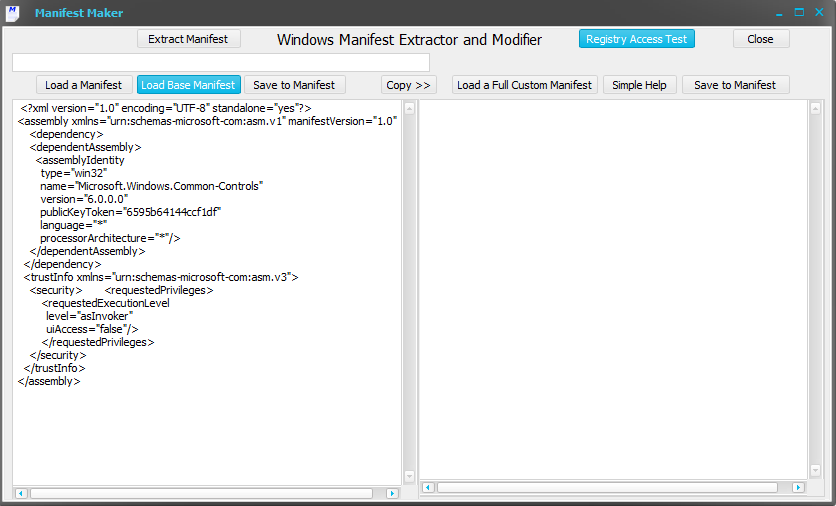 Manifest Maker
Extract Manifest
Windows Manifest Extractor and Modifier
Registry Access Test
Close
Load a Manifest
Load Base Manifest
Save to Manifest
Copy >>
Load a Full Custom Manifest
Simple Help
Save to Manifest
<?xml version="1.0" encoding="UTF-8" standalone="yes"?>
<assembly xmlns="urn:schemas-microsoft-com:asm.v1" manifestVersion="1.0"
<dependency>
<dependentAssembly>
<assemblyIdentity
type="win32"
name="Microsoft.Windows.Common-Controls"
version="6.0.0.0"
publicKeyToken="6595b64144ccf1df"
language="*"
processorArchitecture="*"/>
</dependentAssembly>
</dependency>
<trustInfo xmlns="urn:schemas-microsoft-com:asm.v3">
<security> <requestedPrivileges>
<requestedExecutionLevel
level="asInvoker"
uiAccess="false"/>
</requestedPrivileges>
</security>
</trustInfo>
</assembly>